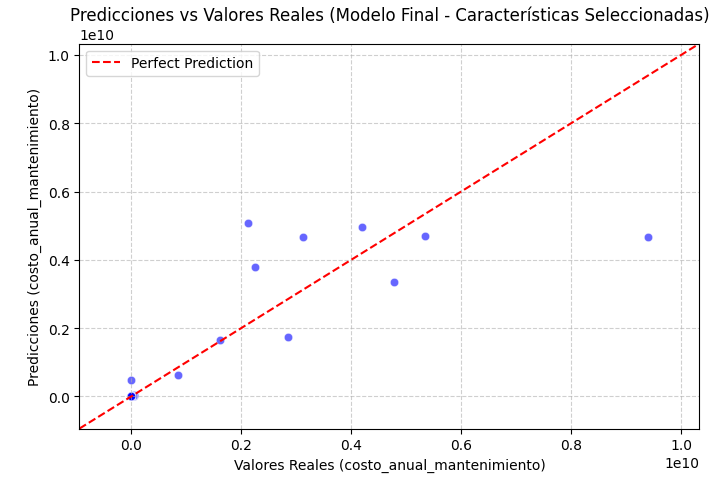 Predicciones vs Valores Reales (Modelo Final - Características Seleccionadas)
1e10
Perfect Prediction
1.0
0.8
0.6
0.4
0.2
0.0
Predicciones (costo_anual_mantenimiento)
0.0 0.2 0.4 0.6 0.8 1.0
1e10
Valores Reales (costo_anual_mantenimiento)